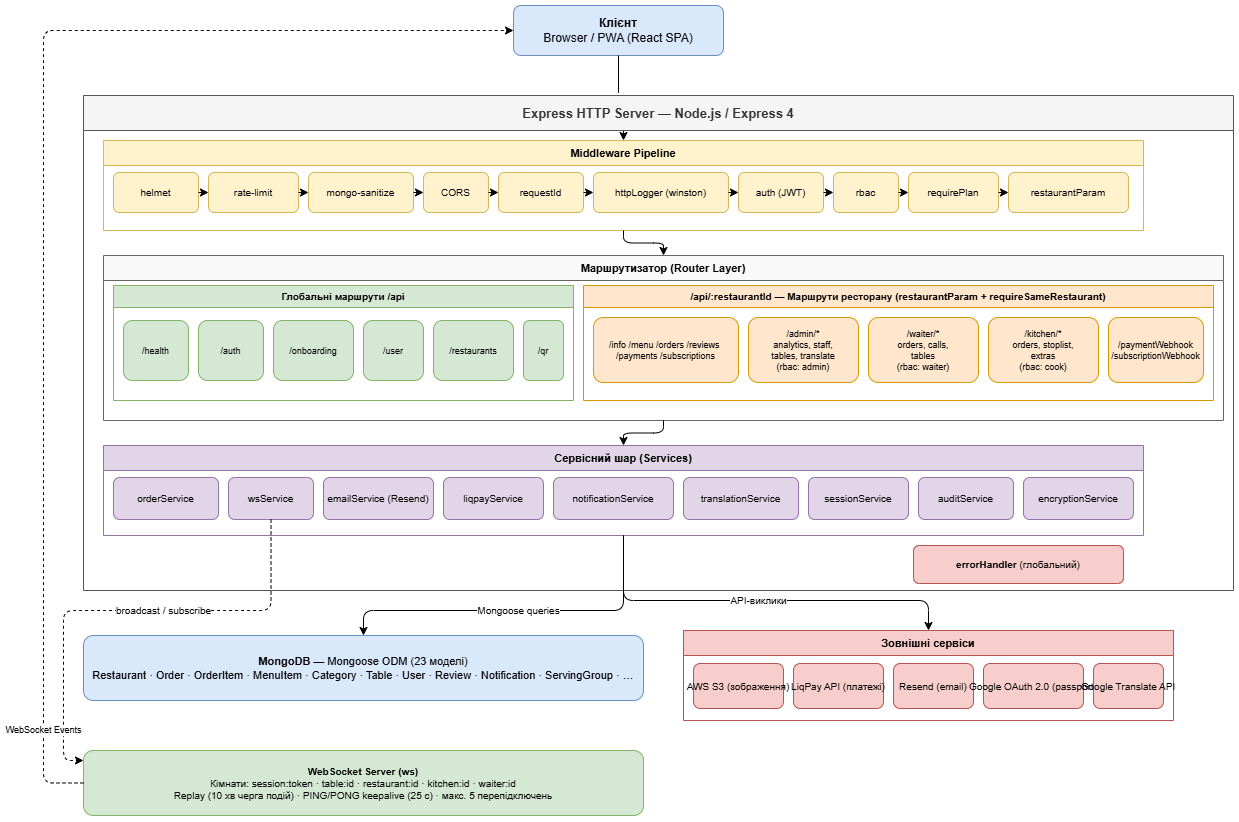 Клієнт
Browser / PWA (React SPA)
Express HTTP Server — Node.js / Express 4
Middleware Pipeline
helmet
rate-limit
mongo-sanitize
CORS
requestId
httpLogger (winston)
auth (JWT)
rbac
requirePlan
restaurantParam
Маршрутизатор (Router Layer)
Глобальні маршрути /api
/health
/auth
/onboarding
/user
/restaurants
/qr
/api/:restaurantId — Маршрути ресторану (restaurantParam + requireSameRestaurant)
/info /menu /orders /reviews
/payments /subscriptions
/admin/*
analytics, staff,
tables, translate
(rbac: admin)
/waiter/*
orders, calls,
tables
(rbac: waiter)
/kitchen/*
orders, stoplist,
extras
(rbac: cook)
/paymentWebhook
/subscriptionWebhook
Сервісний шар (Services)
orderService
wsService
emailService (Resend)
liqpayService
notificationService
translationService
sessionService
auditService
encryptionService
errorHandler (глобальний)
broadcast / subscribe
Mongoose queries
API-виклики
MongoDB — Mongoose ODM (23 моделі)
Restaurant · Order · OrderItem · MenuItem · Category · Table · User · Review · Notification · ServingGroup · ...
Зовнішні сервіси
AWS S3 (зображення)
LiqPay API (платежі)
Resend (email)
Google OAuth 2.0
Google Translate API
WebSocket Events
WebSocket Server (ws)
Кімнати: session:token · table:id · restaurant:id · kitchen:id · waiter:id
Replay (10 хв черга подій) · PING/PONG keepalive (25 с) · макс. 5 перепідключень